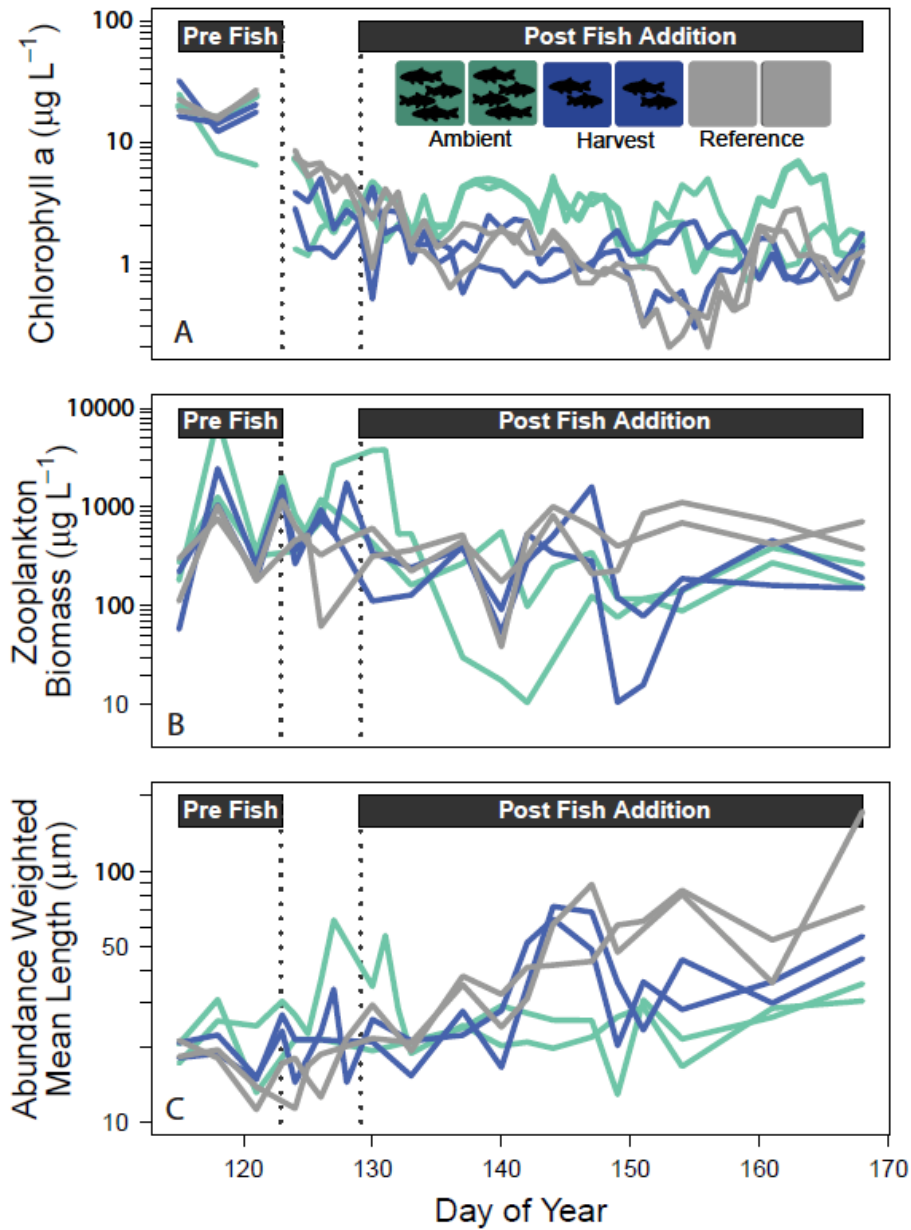 Pre Fish
Post Fish Addition
Ambient
Harvest
Reference
Chlorophyll a (μg L⁻¹)
100
10
1
A
Pre Fish
Post Fish Addition
Zooplankton
Biomass (μg L⁻¹)
10000
1000
100
10
B
Pre Fish
Post Fish Addition
Abundance Weighted
Mean Length (μm)
100
50
10
C
120
130
140
150
160
170
Day of Year